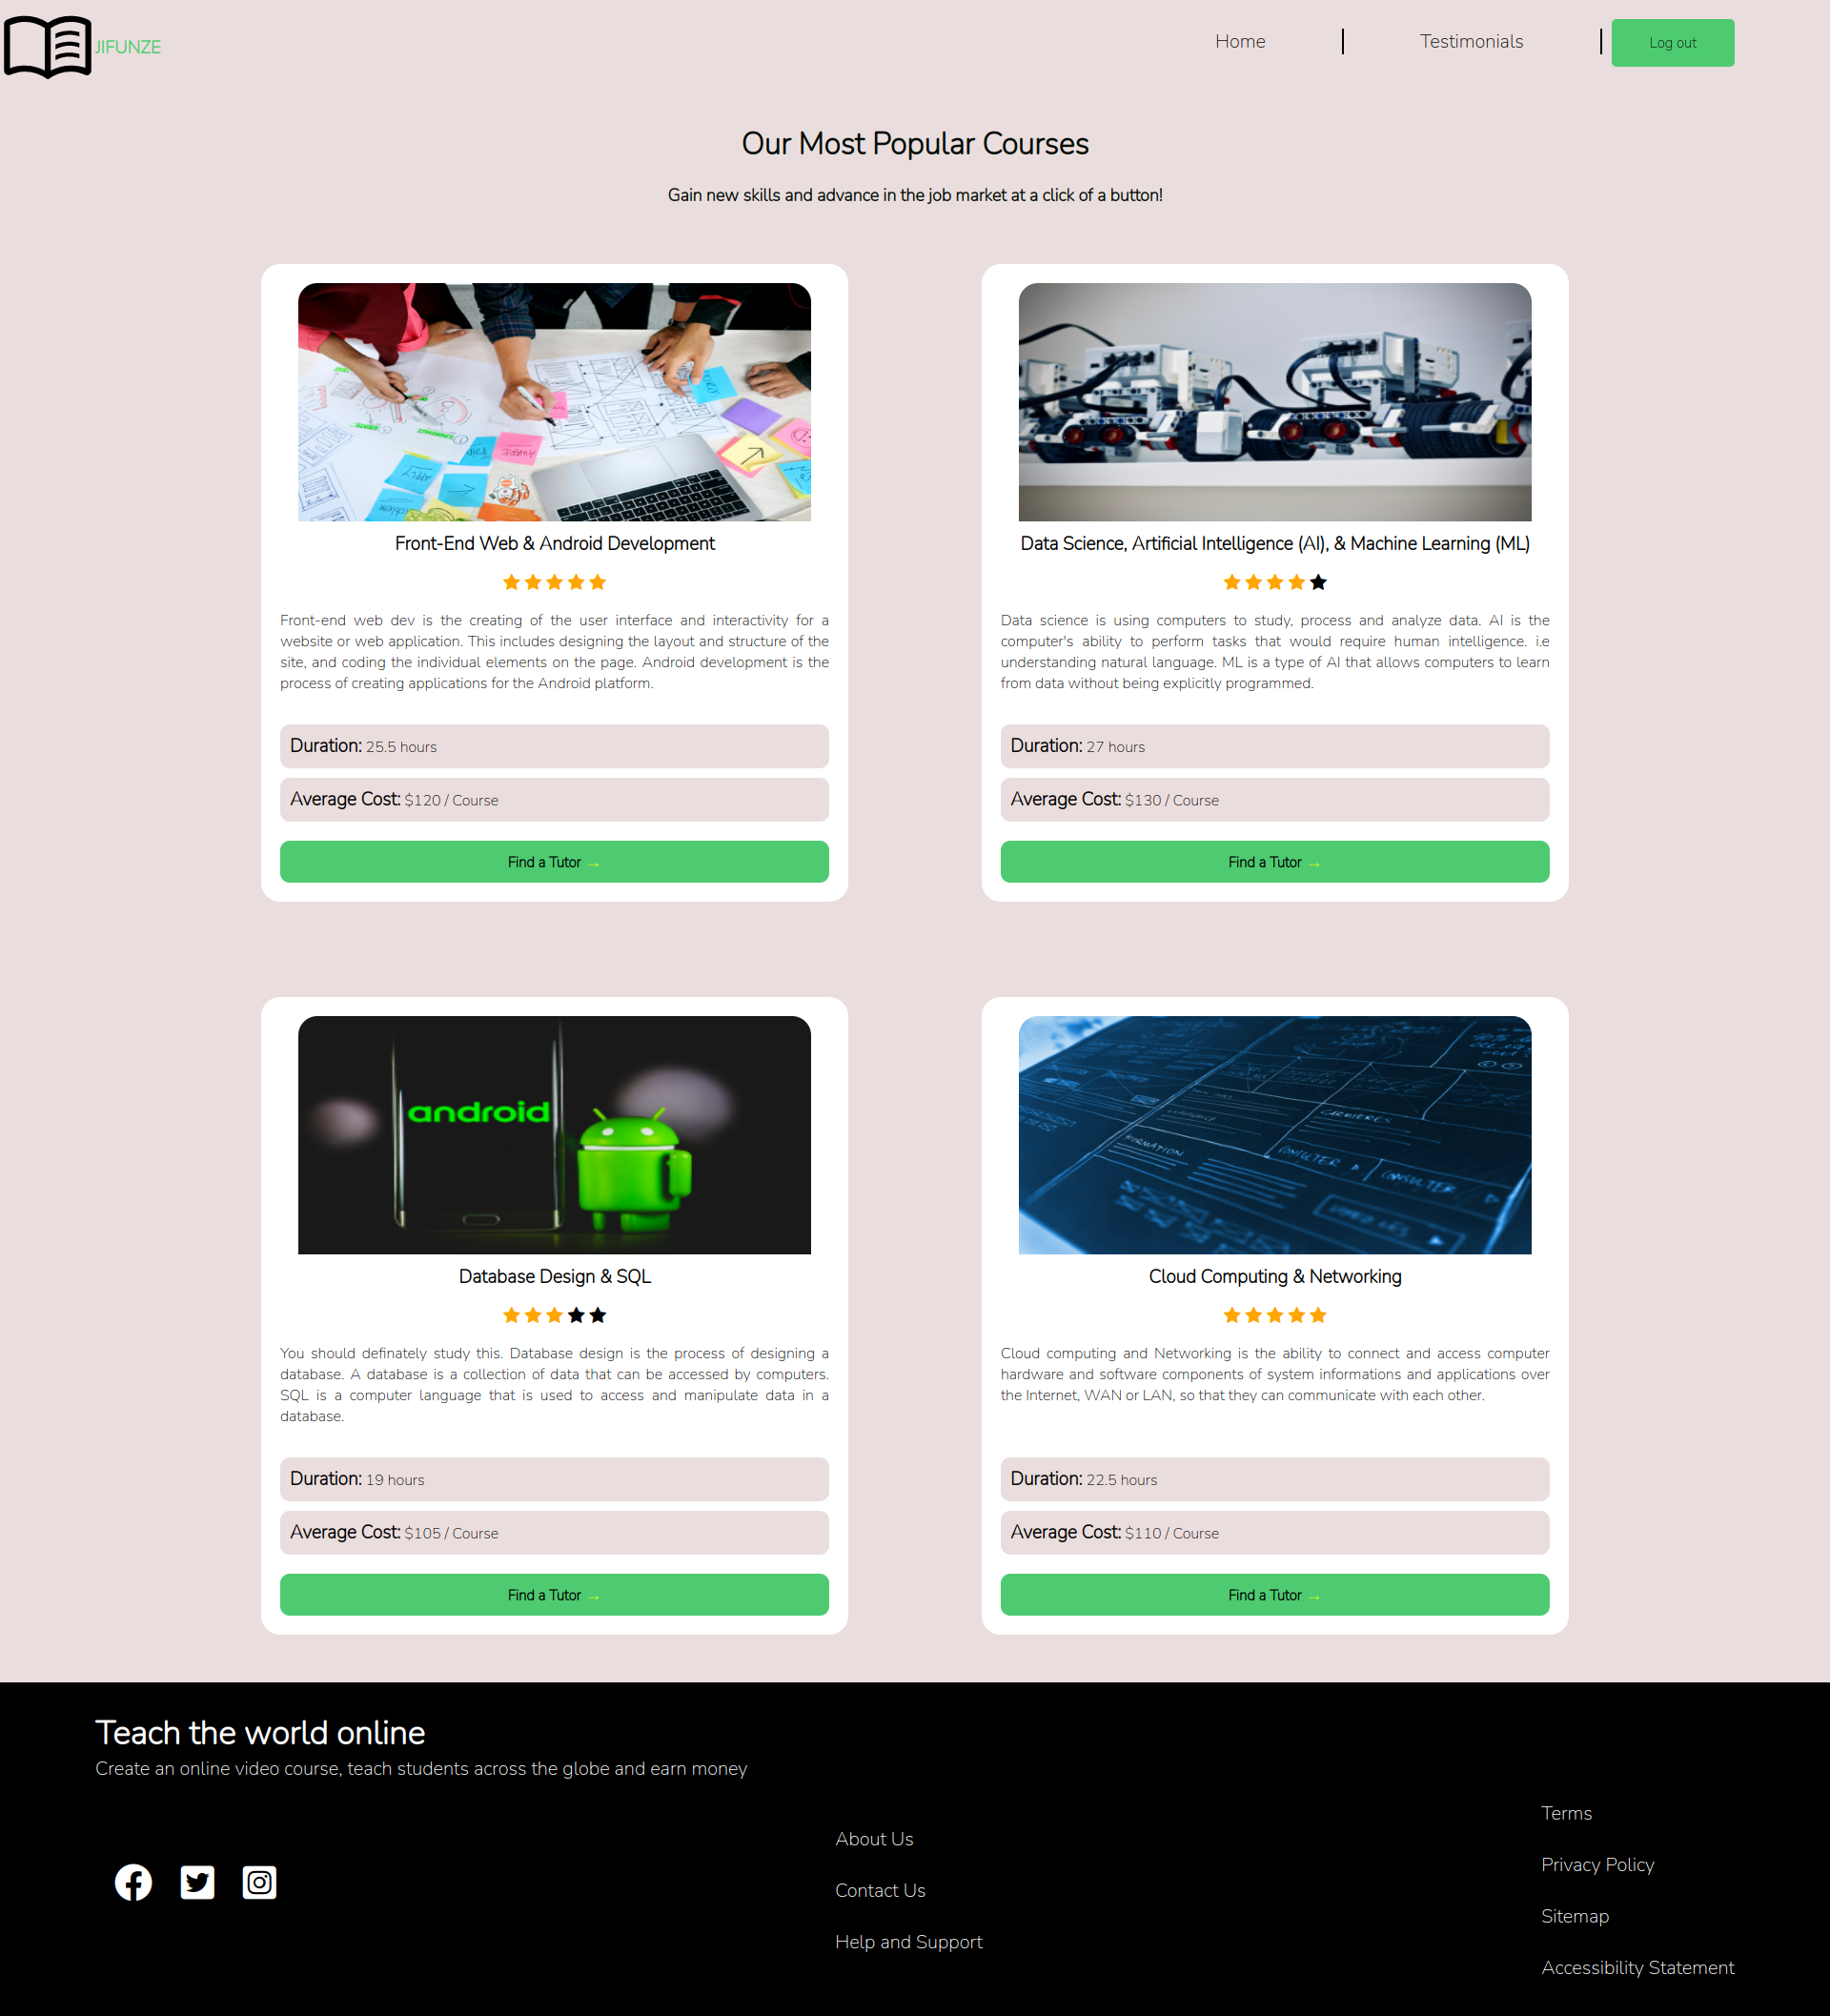 JIFUNZE
Home
Testimonials
Log out
Our Most Popular Courses
Gain new skills and advance in the job market at a click of a button!
Front-End Web & Android Development
Front-end web dev is the creating of the user interface and interactivity for a
website or web application. This includes designing the layout and structure of the
site, and coding the individual elements on the page. Android development is the
process of creating applications for the Android platform.
Duration: 25.5 hours
Average Cost: $120 / Course
Find a Tutor →
Data Science, Artificial Intelligence (AI), & Machine Learning (ML)
Data science is using computers to study, process and analyze data. AI is the
computer's ability to perform tasks that would require human intelligence. i.e
understanding natural language. ML is a type of AI that allows computers to learn
from data without being explicitly programmed.
Duration: 27 hours
Average Cost: $130 / Course
Find a Tutor →
android
Database Design & SQL
You should definately study this. Database design is the process of designing a
database. A database is a collection of data that can be accessed by computers.
SQL is a computer language that is used to access and manipulate data in a
database.
Duration: 19 hours
Average Cost: $105 / Course
Find a Tutor →
CARRIERES
FORMATION
CONSULTER
CONSULTER
Cloud Computing & Networking
Cloud computing and Networking is the ability to connect and access computer
hardware and software components of system informations and applications over
the Internet, WAN or LAN, so that they can communicate with each other.
Duration: 22.5 hours
Average Cost: $110 / Course
Find a Tutor →
Teach the world online
Create an online video course, teach students across the globe and earn money
About Us
Contact Us
Help and Support
Terms
Privacy Policy
Sitemap
Accessibility Statement